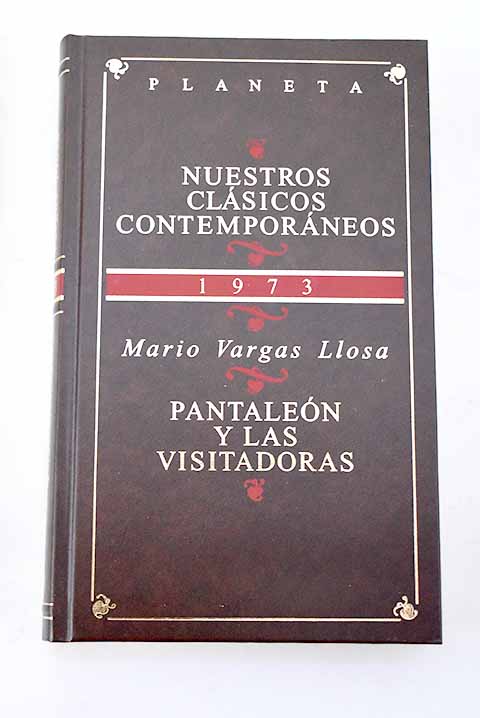 PLANETA
NUESTROS
CLÁSICOS
CONTEMPORÁNEOS
1973
Mario Vargas Llosa
PANTALEÓN
Y LAS
VISITADORAS